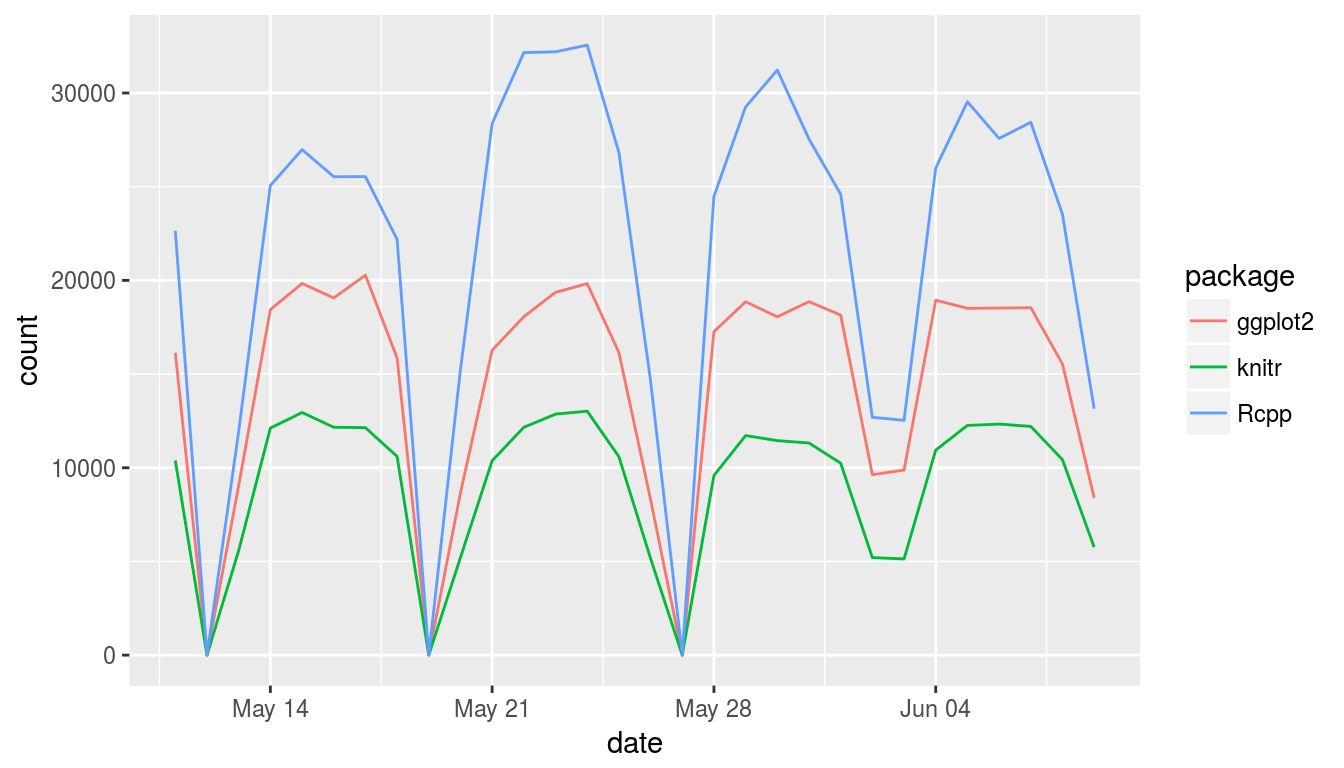 30000
20000
10000
0
count
May 14
May 21
May 28
Jun 04
date
package
ggplot2
knitr
Rcpp